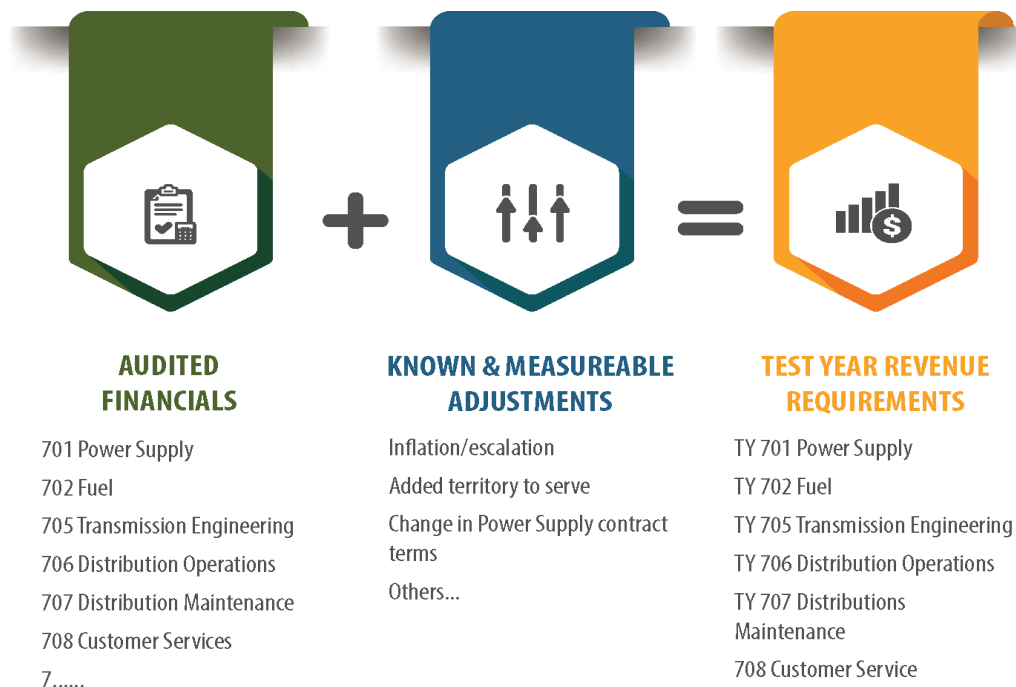 $
AUDITED
FINANCIALS
701 Power Supply
702 Fuel
705 Transmission Engineering
706 Distribution Operations
707 Distribution Maintenance
708 Customer Services
7......
KNOWN & MEASUREABLE
ADJUSTMENTS
Inflation/escalation
Added territory to serve
Change in Power Supply contract
terms
Others...
TEST YEAR REVENUE
REQUIREMENTS
TY 701 Power Supply
TY 702 Fuel
TY 705 Transmission Engineering
TY 706 Distribution Operations
TY 707 Distributions
Maintenance
708 Customer Service